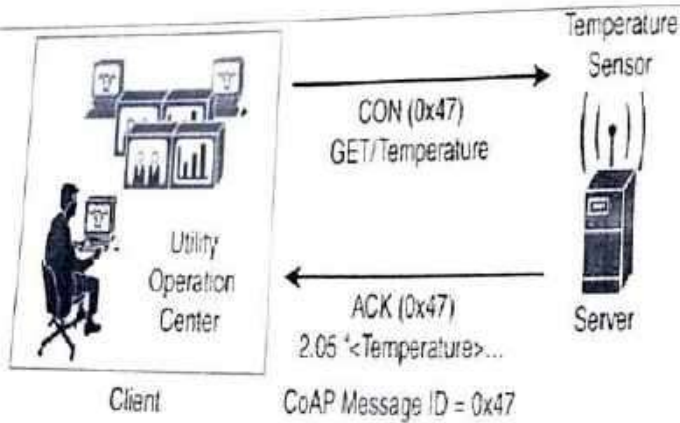 Temperature
Sensor
CON (0x47)
GET/Temperature
Utility
Operation
Center
ACK (0x47)
2.05 "<Temperature>...
Server
Client
CoAP Message ID = 0x47